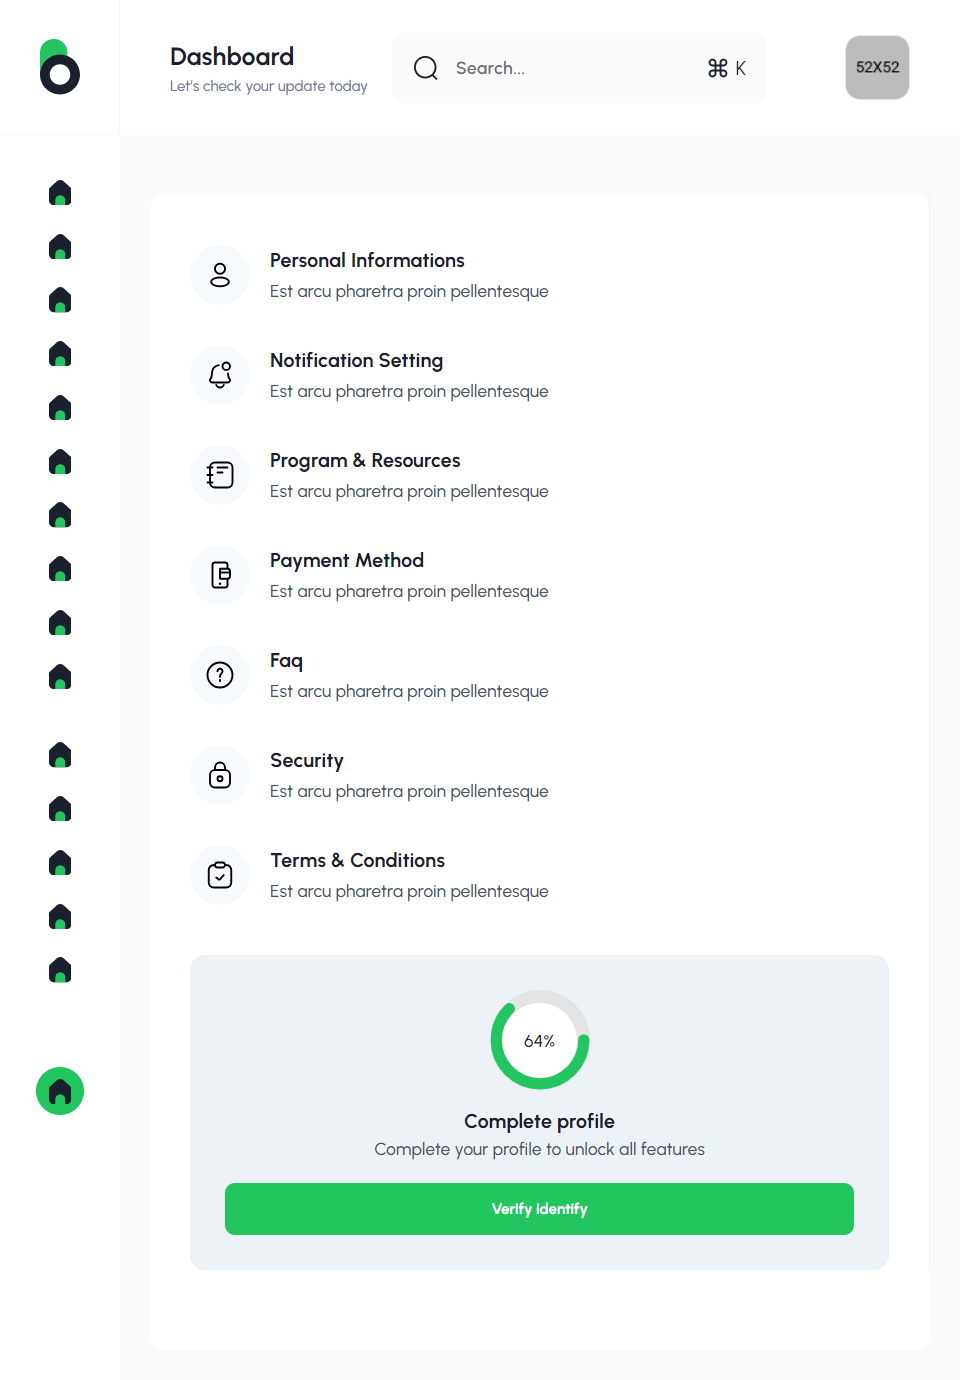 Dashboard
Let's check your update today
Search...
⌘ K
52X52
Personal Informations
Est arcu pharetra proin pellentesque
Notification Setting
Est arcu pharetra proin pellentesque
Program & Resources
Est arcu pharetra proin pellentesque
Payment Method
Est arcu pharetra proin pellentesque
Faq
Est arcu pharetra proin pellentesque
Security
Est arcu pharetra proin pellentesque
Terms & Conditions
Est arcu pharetra proin pellentesque
64%
Complete profile
Complete your profile to unlock all features
Verify identify